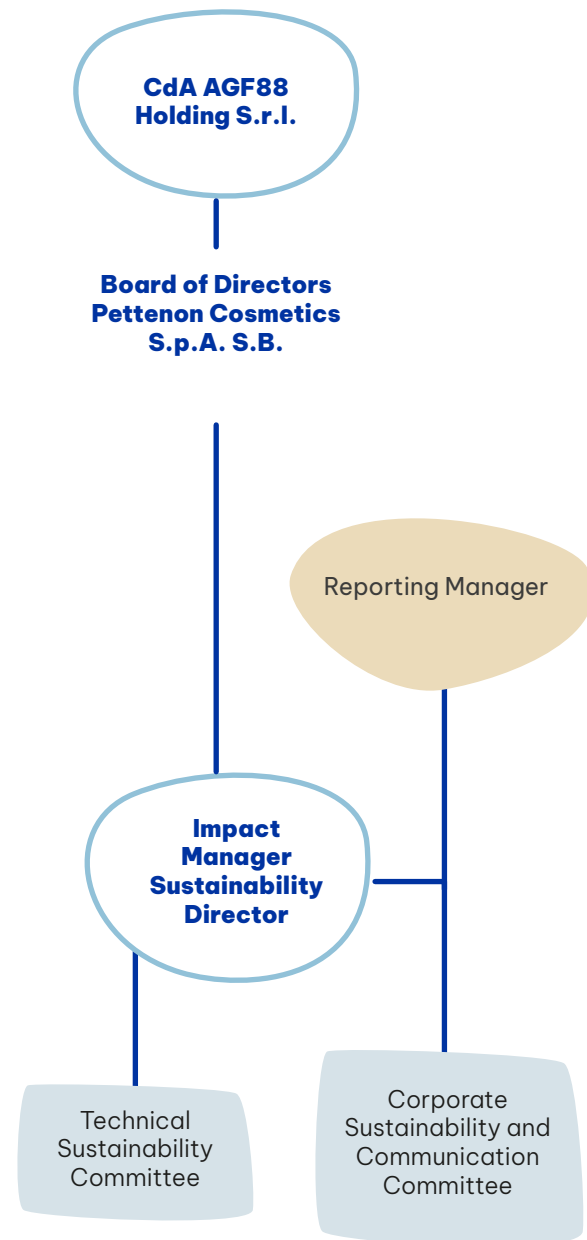 CdA AGF88
Holding S.r.l.
Board of Directors
Pettenon Cosmetics
S.p.A. S.B.
Reporting Manager
Impact
Manager
Sustainability
Director
Technical
Sustainability
Committee
Corporate
Sustainability and
Communication
Committee